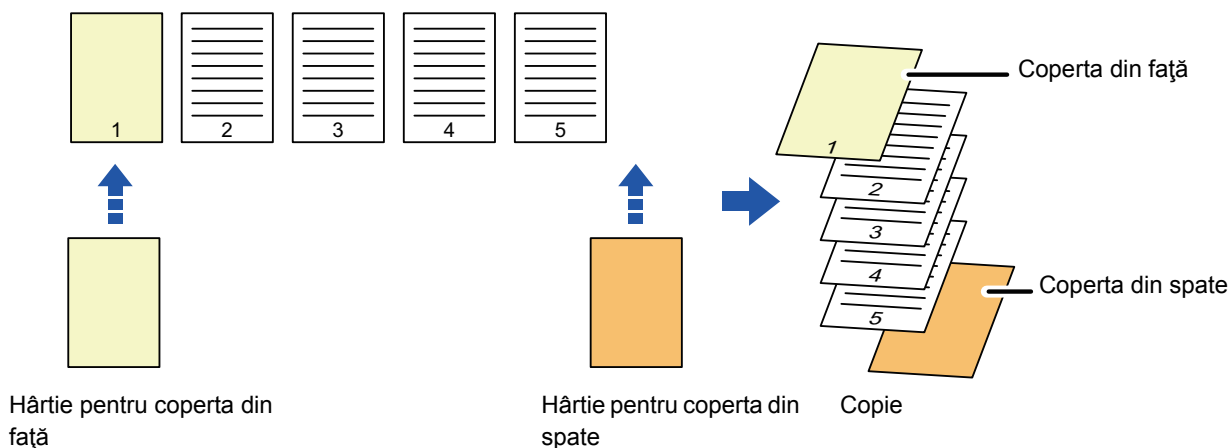 1
2
3
4
5
Coperta din faţă
1
2
3
4
5
Coperta din spate
Hârtie pentru coperta din
faţă
Hârtie pentru coperta din
spate
Copie